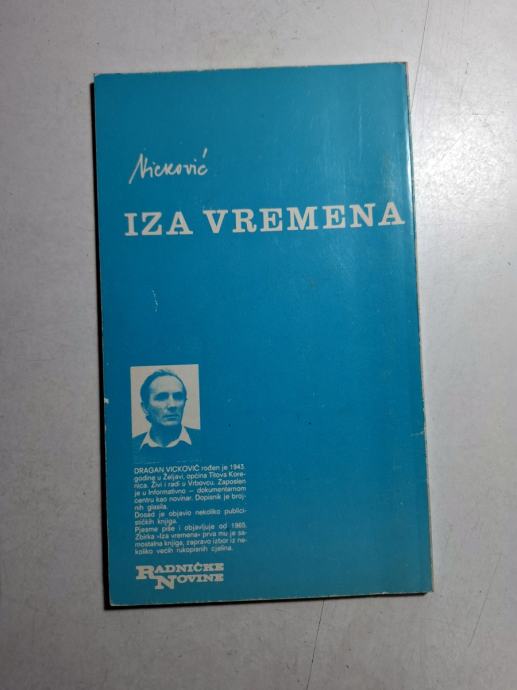 Vicković
IZA VREMENA
DRAGAN VICKOVIĆ rođen je 1943.
godine u Željavi, općina Titova Kore-
nica. Živi i radi u Vrbovcu. Zaposlen
je u Informativno — dokumentarnom
centru kao novinar. Dopisnik je broj-
nih glasila.
Dosad je objavio nekoliko publici-
stičkih knjiga.
Pjesme piše i objavljuje od 1965.
Zbirka »Iza vremena« prva mu je sa-
mostalna knjiga, zapravo izbor iz ne-
koliko većih rukopisnih cjelina.
RADNIČKE
NOVINE